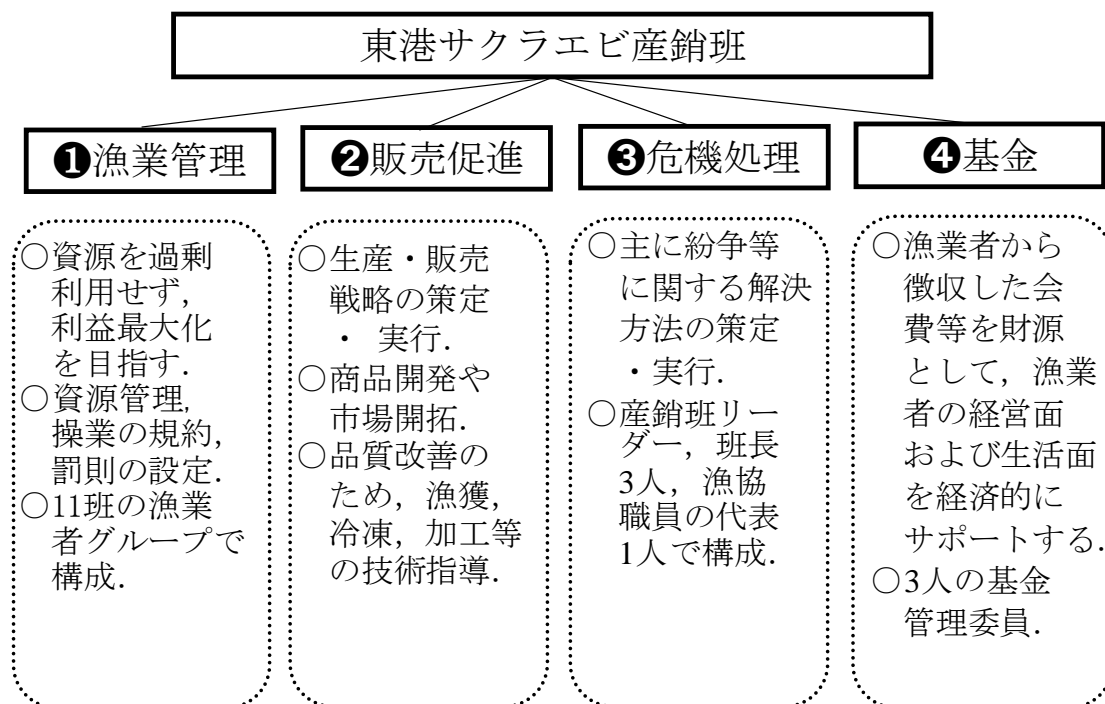 東港サクラエビ産銷班
❶漁業管理
❷販売促進
❸危機処理
❹基金
○資源を過剰
利用せず,
利益最大化
を目指す.
○資源管理,
操業の規約,
罰則の設定.
○11班の漁業
者グループで
構成.
○生産・販売
戦略の策定
・ 実行.
○商品開発や
市場開拓.
○品質改善の
ため, 漁獲,
冷凍, 加工等
の技術指導.
○主に紛争等
に関する解決
方法の策定
・実行.
○産銷班リー
ダー, 班長
3人, 漁協
職員の代表
1人で構成.
○漁業者から
徴収した会
費等を財源
として, 漁業
者の経営面
および生活面
を経済的に
サポートする.
○3人の基金
管理委員.